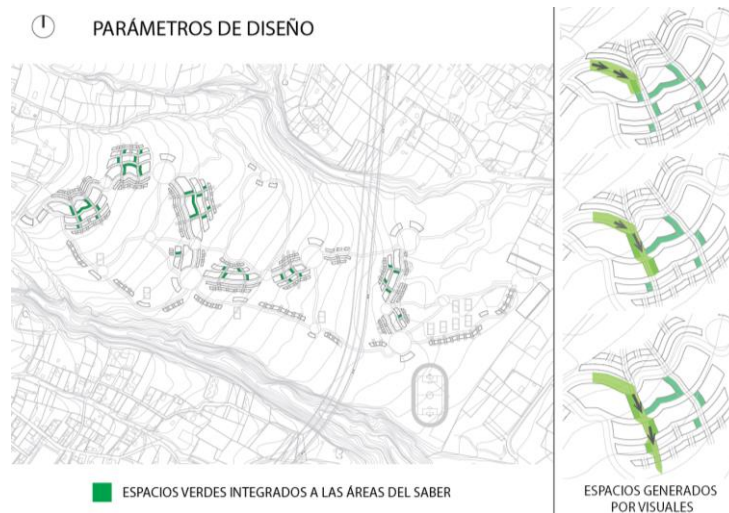 PARÁMETROS DE DISEÑO
ESPACIOS VERDES INTEGRADOS A LAS ÁREAS DEL SABER
ESPACIOS GENERADOS
POR VISUALES